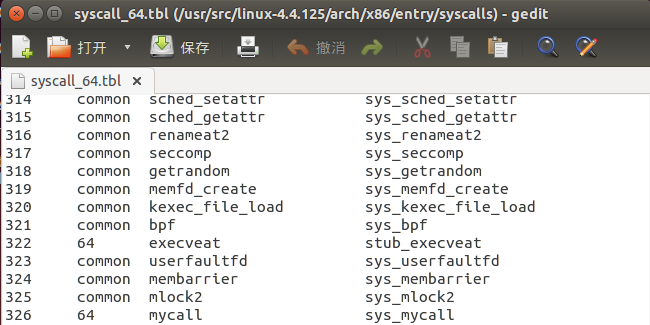 syscall_64.tbl (/usr/src/linux-4.4.125/arch/x86/entry/syscalls) - gedit
打开 保存 撤消
syscall_64.tbl
314 common sched_setattr sys_sched_setattr
315 common sched_getattr sys_sched_getattr
316 common renameat2 sys_renameat2
317 common seccomp sys_seccomp
318 common getrandom sys_getrandom
319 common memfd_create sys_memfd_create
320 common kexec_file_load sys_kexec_file_load
321 common bpf sys_bpf
322 64 execveat stub_execveat
323 common userfaultfd sys_userfaultfd
324 common membarrier sys_membarrier
325 common mlock2 sys_mlock2
326 64 mycall sys_mycall